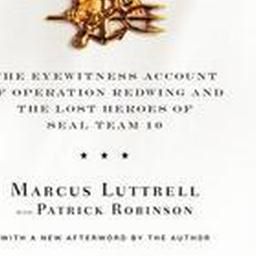 THE EYEWITNESS ACCOUNT
OF OPERATION REDWING AND
THE LOST HEROES OF
SEAL TEAM 10
★ ★ ★
MARCUS LUTTRELL
WITH PATRICK ROBINSON
WITH A NEW AFTERWORD BY THE AUTHOR